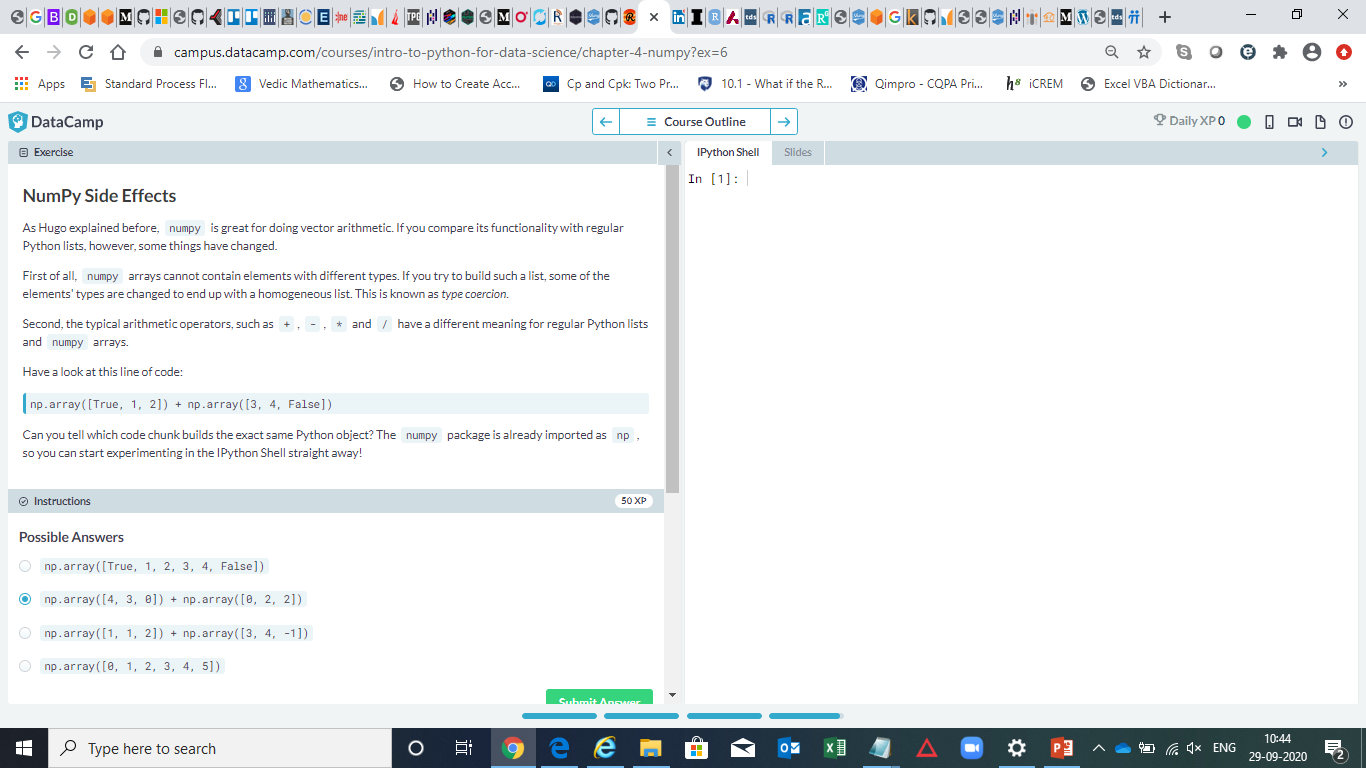 campus.datacamp.com/courses/intro-to-python-for-data-science/chapter-4-numpy?ex=6
Apps Standard Process Fl... Vedic Mathematics... How to Create Acc... Cp and Cpk: Two Pr... 10.1 - What if the R... Qimpro - CQPA Pri... iCREM Excel VBA Dictionar... »
DataCamp
Course Outline
Daily XP 0
Exercise
IPython Shell
Slides
In [1]:
NumPy Side Effects
As Hugo explained before, numpy is great for doing vector arithmetic. If you compare its functionality with regular
Python lists, however, some things have changed.
First of all, numpy arrays cannot contain elements with different types. If you try to build such a list, some of the
elements' types are changed to end up with a homogeneous list. This is known as type coercion.
Second, the typical arithmetic operators, such as + , - , * and / have a different meaning for regular Python lists
and numpy arrays.
Have a look at this line of code:
np.array([True, 1, 2]) + np.array([3, 4, False])
Can you tell which code chunk builds the exact same Python object? The numpy package is already imported as np ,
so you can start experimenting in the IPython Shell straight away!
Instructions
50 XP
Possible Answers
np.array([True, 1, 2, 3, 4, False])
np.array([4, 3, 0]) + np.array([0, 2, 2])
np.array([1, 1, 2]) + np.array([3, 4, -1])
np.array([0, 1, 2, 3, 4, 5])
Submit Answer
Type here to search
ENG
10:44
29-09-2020
2